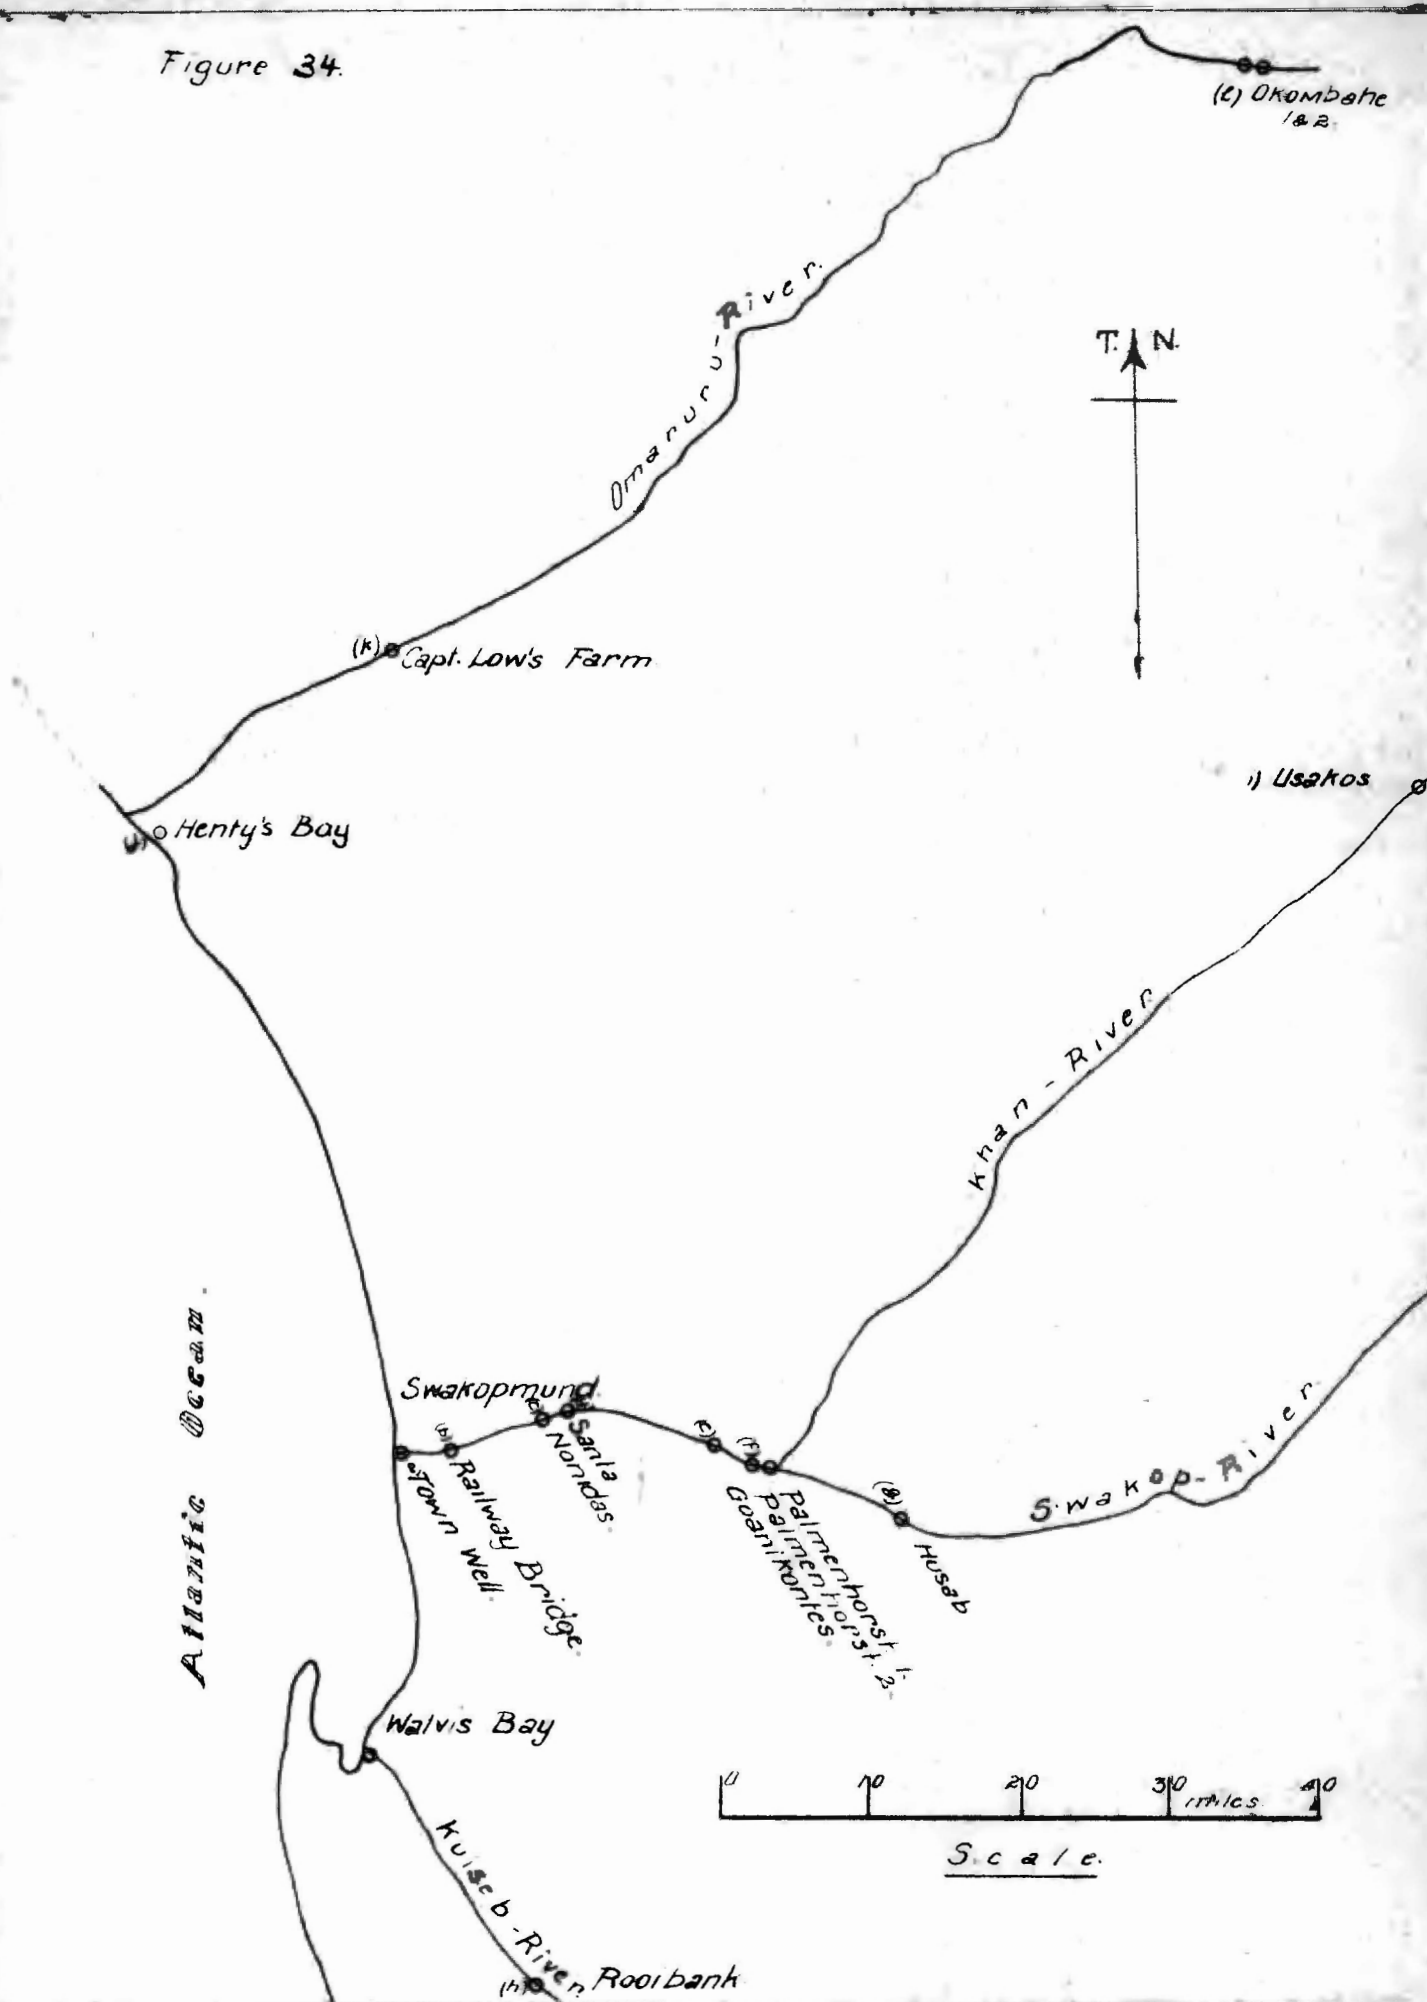 Figure 34.
(l) Okombahe
1 & 2.
Omaruru - River.
T. N.
(k) Capt. Low's Farm
i) Usakos
Henty's Bay
Khan - River.
Atlantic Ocean.
Swakopmund
(b)
(e)
(f)
(g)
Town Well.
Railway Bridge.
Nonidas.
Santa
Goanikontes.
Palmenhorst. 2
Palmenhorst. 1.
Husab
Swakop - River.
Walvis Bay
0 10 20 30 40
miles
Scale.
Kuiseb - River.
(h) Rooibank